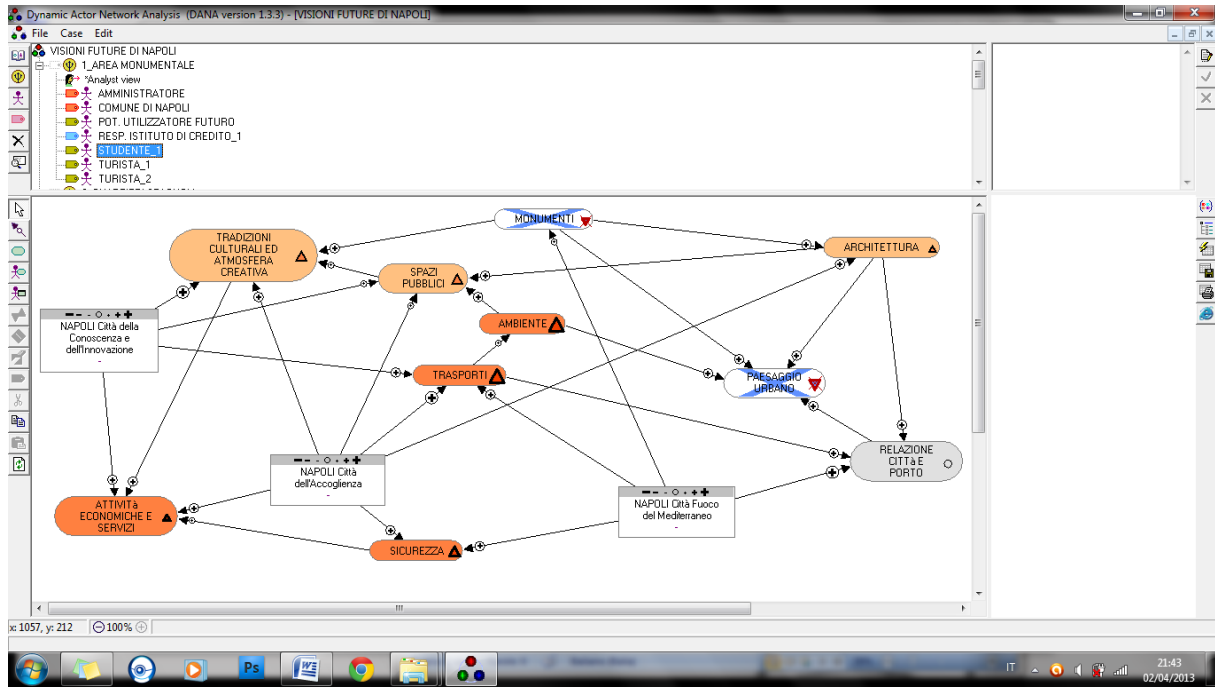 Dynamic Actor Network Analysis (DANA version 1.3.3) - [VISIONI FUTURE DI NAPOLI]
File Case Edit
VISIONI FUTURE DI NAPOLI
1_AREA MONUMENTALE
*Analyst view
AMMINISTRATORE
COMUNE DI NAPOLI
POT. UTILIZZATORE FUTURO
RESP. ISTITUTO DI CREDITO_1
STUDENTE_1
TURISTA_1
TURISTA_2
MONUMENTI
TRADIZIONI
CULTURALI ED
ATMOSFERA
CREATIVA
ARCHITETTURA
SPAZI
PUBBLICI
AMBIENTE
NAPOLI Città della
Conoscenza e
dell'Innovazione
-
TRASPORTI
PAESAGGIO
URBANO
RELAZIONE
CITTà E
PORTO
NAPOLI Città
dell'Accoglienza
-
NAPOLI Città Fuoco
del Mediterraneo
-
ATTIVITà
ECONOMICHE E
SERVIZI
SICUREZZA
x: 1057, y: 212 100%
Ps
IT
21:43
02/04/2013